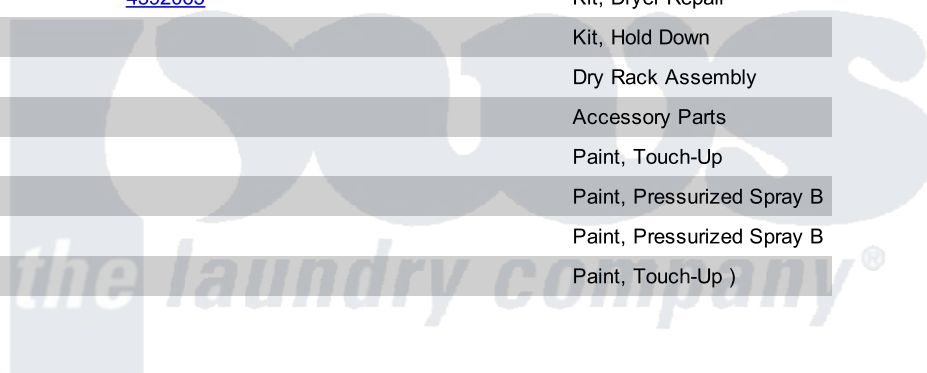 Kit, Dryer Repair
Kit, Hold Down
Dry Rack Assembly
Accessory Parts
Paint, Touch-Up
Paint, Pressurized Spray B
Paint, Pressurized Spray B
Paint, Touch-Up )
the laundry company®